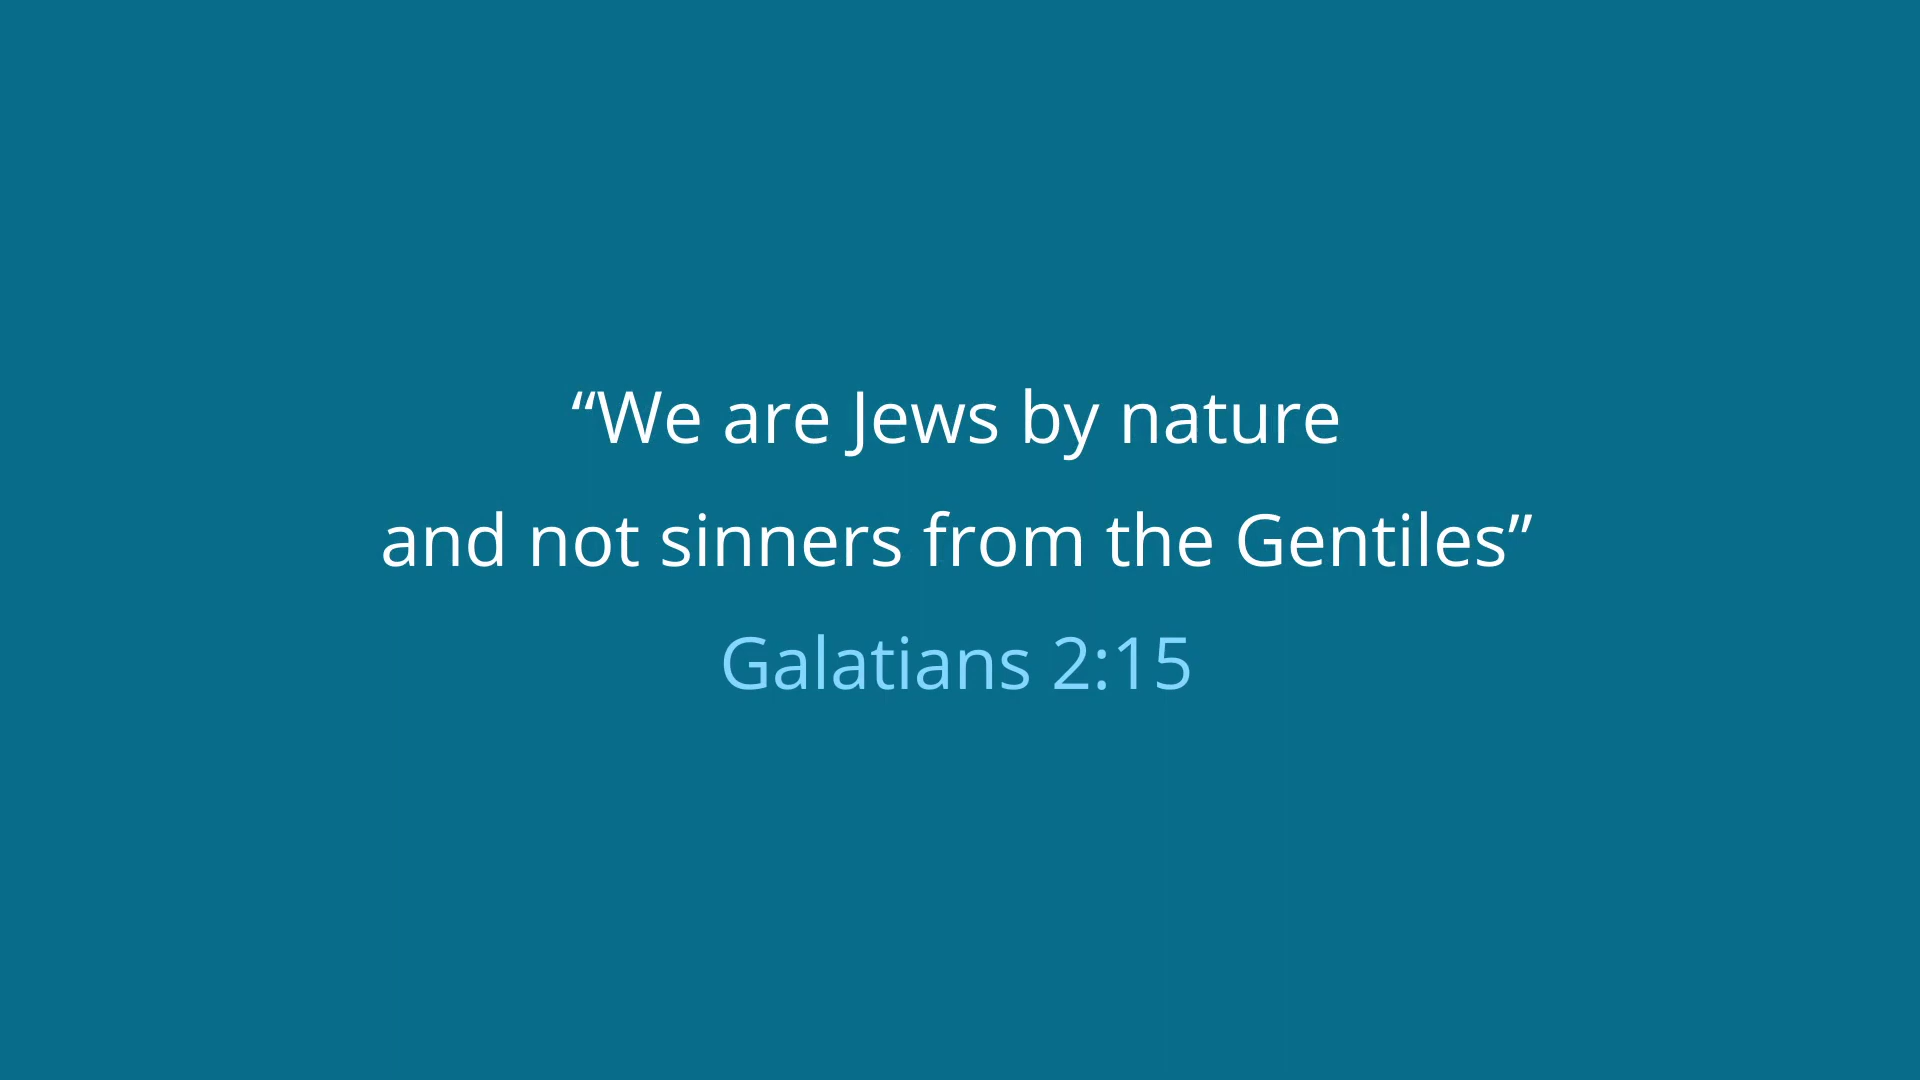 “We are Jews by nature
and not sinners from the Gentiles”
Galatians 2:15